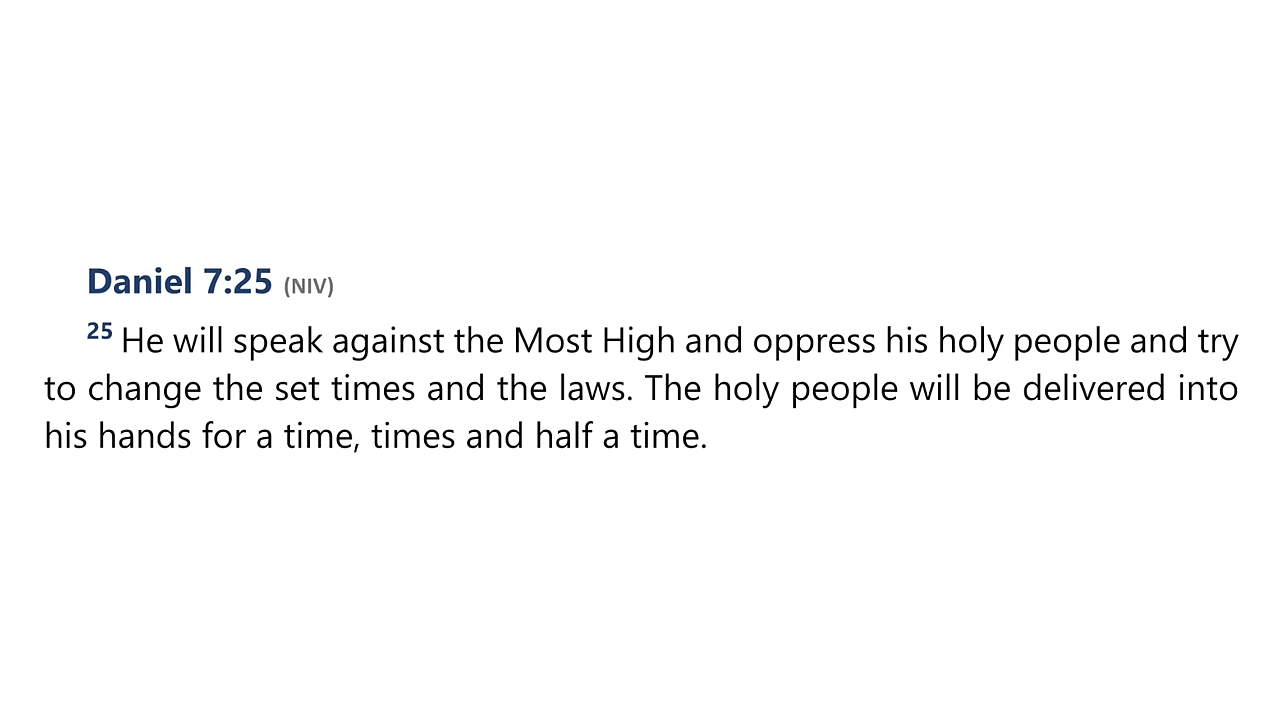 Daniel 7:25 (NIV)
25 He will speak against the Most High and oppress his holy people and try
to change the set times and the laws. The holy people will be delivered into
his hands for a time, times and half a time.